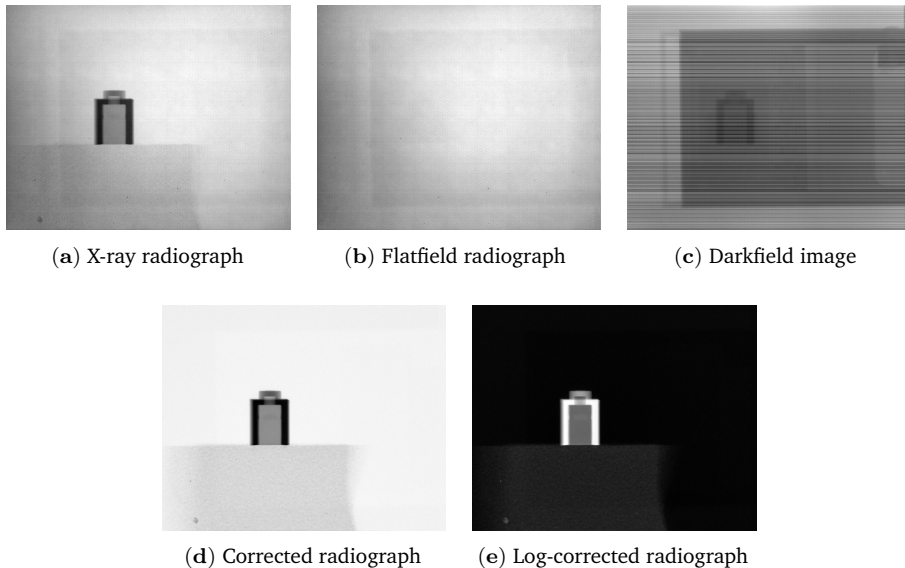 (a) X-ray radiograph
(b) Flatfield radiograph
(c) Darkfield image
(d) Corrected radiograph
(e) Log-corrected radiograph